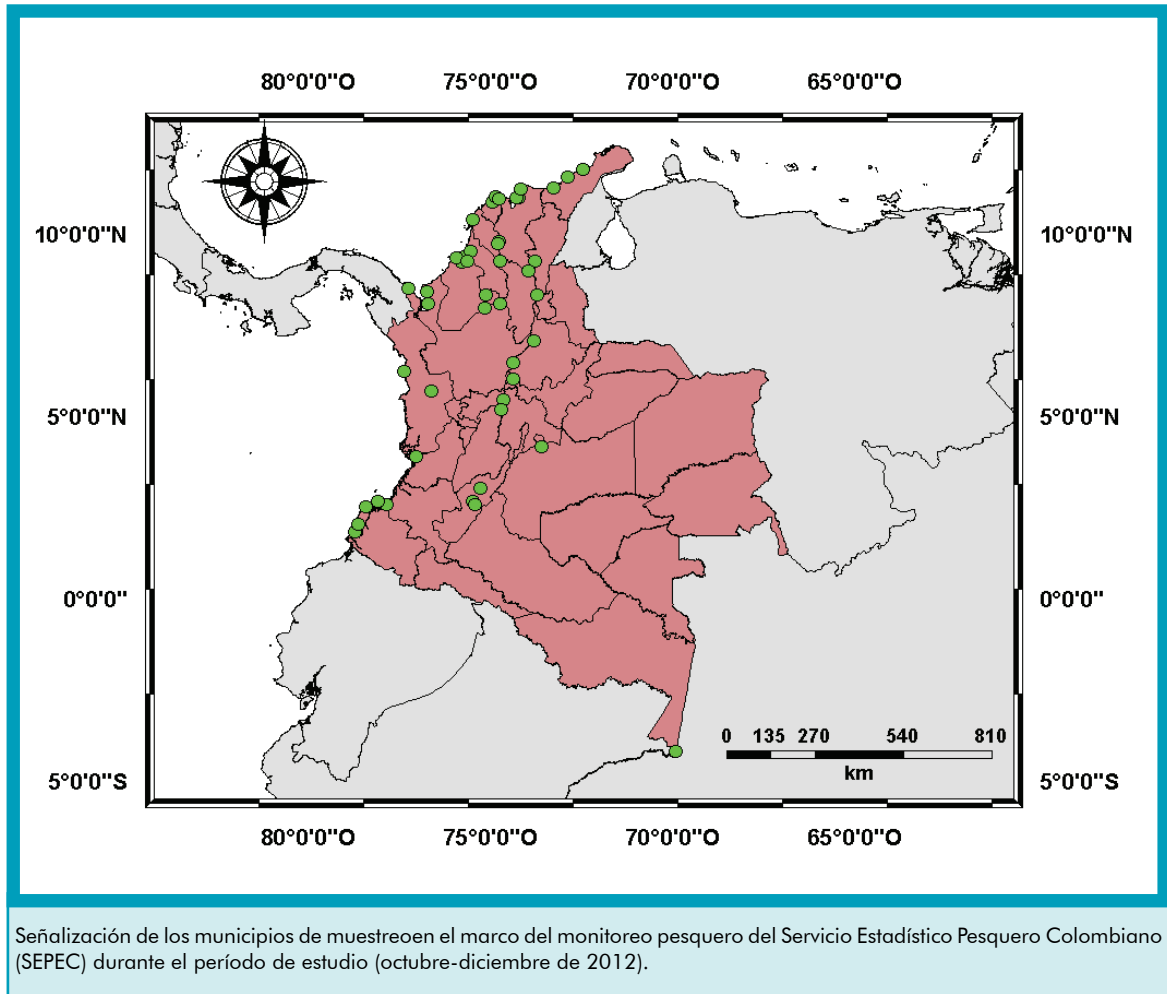 80°0'0"O 75°0'0"O 70°0'0"O 65°0'0"O
10°0'0"N 10°0'0"N
5°0'0"N 5°0'0"N
0°0'0" 0°0'0"
0 135 270 540 810
km
5°0'0"S 5°0'0"S
80°0'0"O 75°0'0"O 70°0'0"O 65°0'0"O
Señalización de los municipios de muestreoen el marco del monitoreo pesquero del Servicio Estadístico Pesquero Colombiano
(SEPEC) durante el período de estudio (octubre-diciembre de 2012).